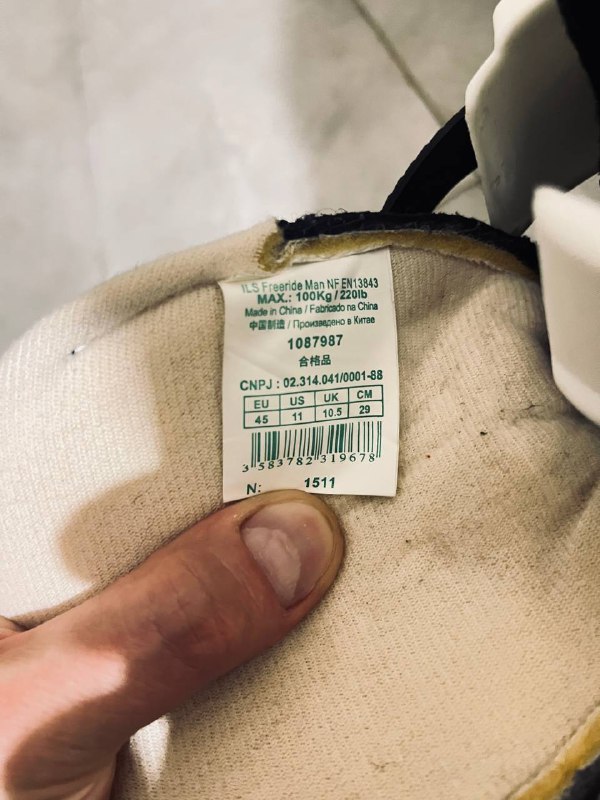 ILS Freeride Man NF EN13843
MAX.: 100Kg / 220lb
Made in China / Fabricado na China
中国制造 / Произведено в Китае
1087987
合格品
CNPJ : 02.314.041/0001-88
EU US UK CM
45 11 10.5 29
3 583782 319678
N: 1511